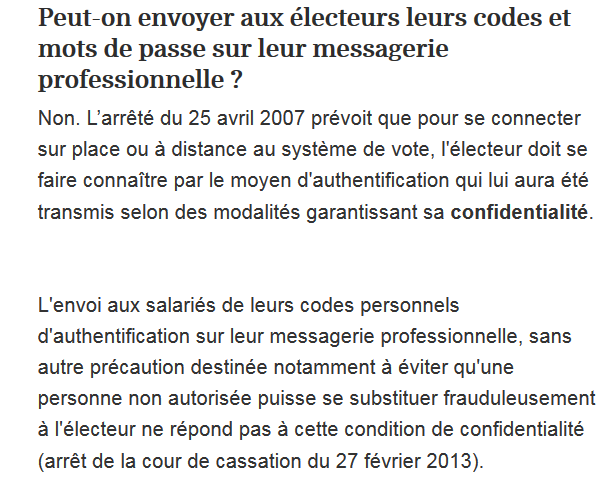 Peut-on envoyer aux électeurs leurs codes et
mots de passe sur leur messagerie
professionnelle ?
Non. L’arrêté du 25 avril 2007 prévoit que pour se connecter
sur place ou à distance au système de vote, l'électeur doit se
faire connaître par le moyen d'authentification qui lui aura été
transmis selon des modalités garantissant sa confidentialité.
L'envoi aux salariés de leurs codes personnels
d'authentification sur leur messagerie professionnelle, sans
autre précaution destinée notamment à éviter qu'une
personne non autorisée puisse se substituer frauduleusement
à l'électeur ne répond pas à cette condition de confidentialité
(arrêt de la cour de cassation du 27 février 2013).